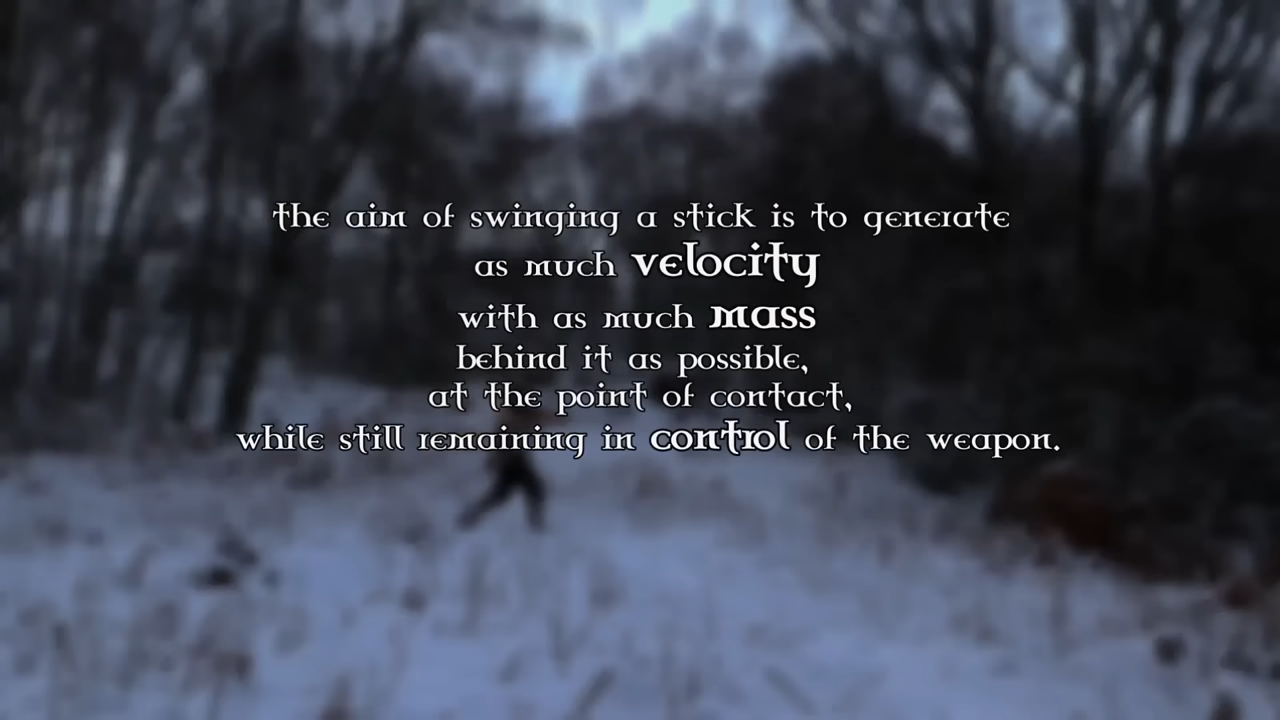 the aim of swinging a stick is to generate
as much velocity
with as much mass
behind it as possible,
at the point of contact,
while still remaining in control of the weapon.